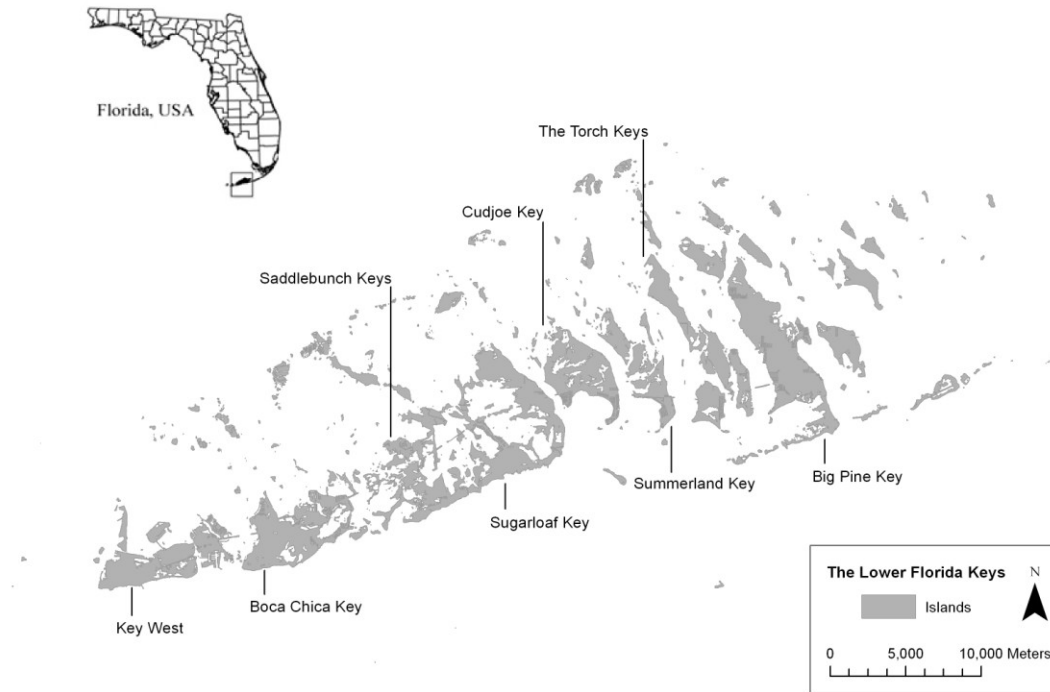 Florida, USA
The Torch Keys
Cudjoe Key
Saddlebunch Keys
Summerland Key
Big Pine Key
Sugarloaf Key
Boca Chica Key
Key West
The Lower Florida Keys
N
Islands
0 5,000 10,000 Meters